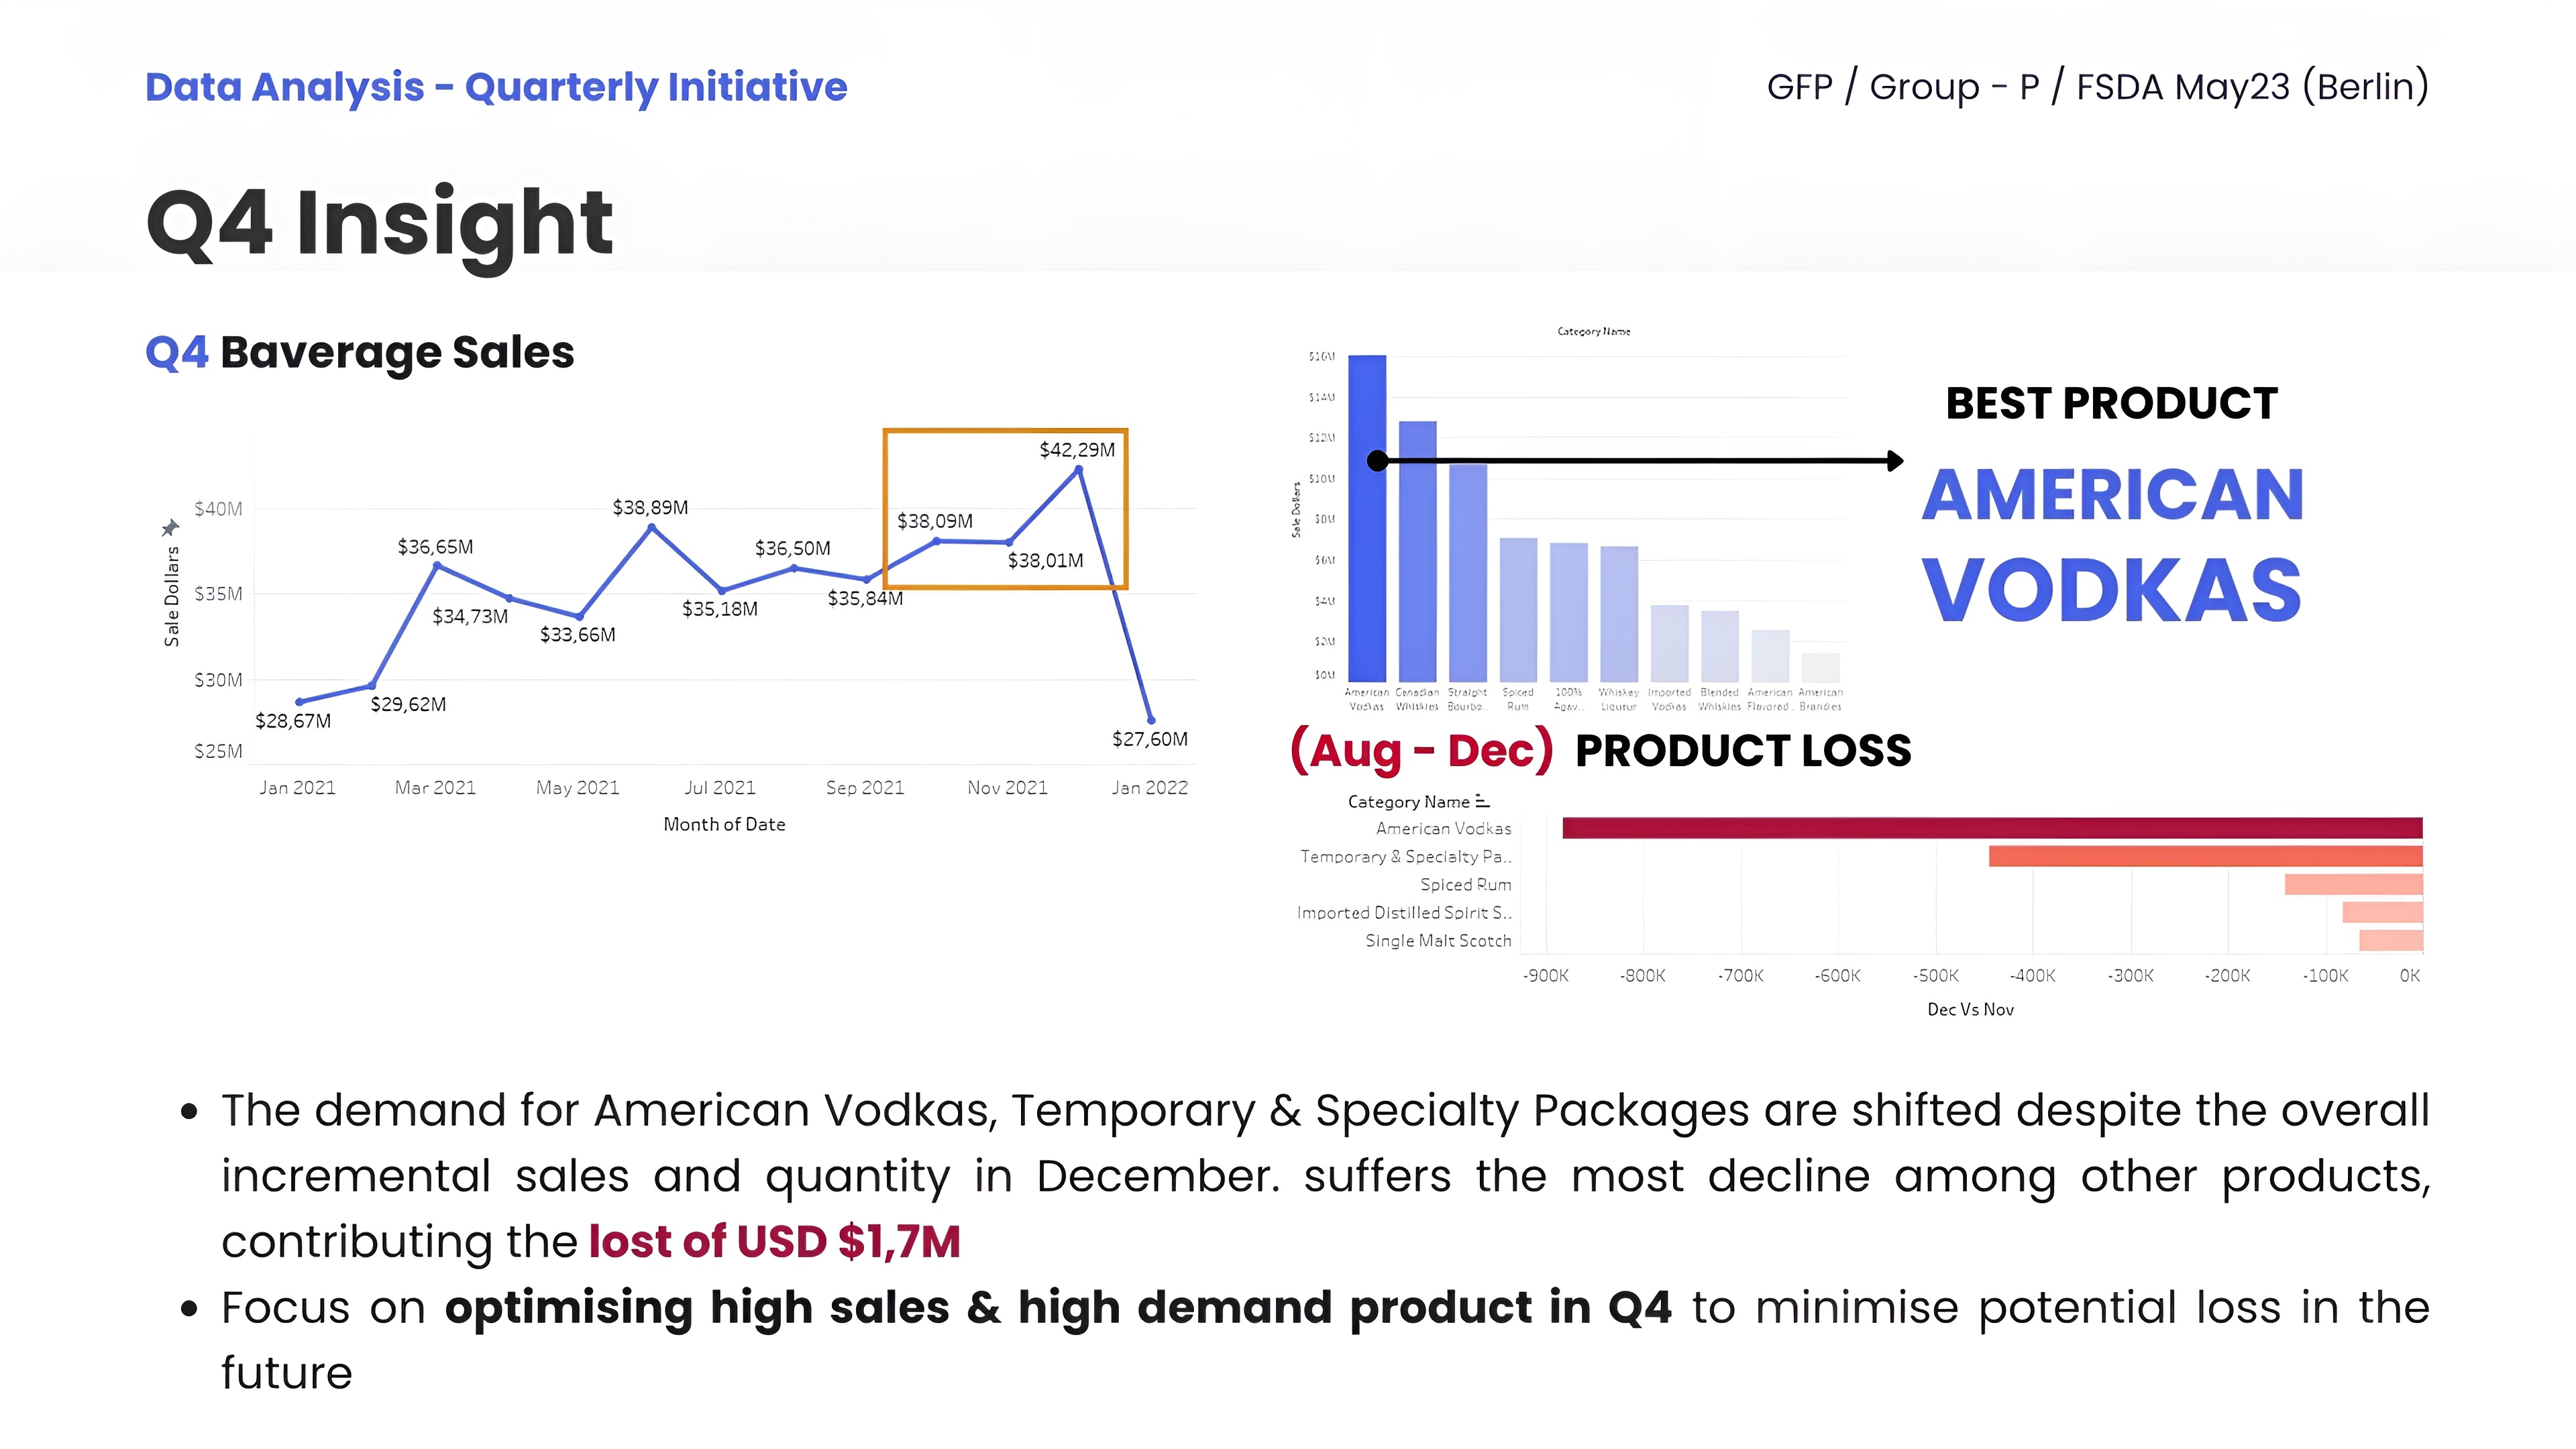 Data Analysis - Quarterly Initiative
GFP / Group - P / FSDA May23 (Berlin)
Q4 Insight
Q4 Baverage Sales
Sale Dollars
$40M
$35M
$30M
$25M
$28,67M
$29,62M
$36,65M
$34,73M
$33,66M
$38,89M
$35,18M
$36,50M
$35,84M
$38,09M
$38,01M
$42,29M
$27,60M
Jan 2021
Mar 2021
May 2021
Jul 2021
Sep 2021
Nov 2021
Jan 2022
Month of Date
Category Name
Sale Dollars
$16M
$14M
$12M
$10M
$8M
$6M
$4M
$2M
$0M
American Vodkas
Canadian Whiskies
Straight Bourbo..
Spiced Rum
100% Agav..
Whiskey Liqueur
Imported Vodkas
Blended Whiskies
American Flavored..
American Brandies
BEST PRODUCT
AMERICAN
VODKAS
(Aug - Dec) PRODUCT LOSS
Category Name
American Vodkas
Temporary & Specialty Pa..
Spiced Rum
Imported Distilled Spirit S..
Single Malt Scotch
-900K
-800K
-700K
-600K
-500K
-400K
-300K
-200K
-100K
0K
Dec Vs Nov
• The demand for American Vodkas, Temporary & Specialty Packages are shifted despite the overall
incremental sales and quantity in December. suffers the most decline among other products,
contributing the lost of USD $1,7M
• Focus on optimising high sales & high demand product in Q4 to minimise potential loss in the
future